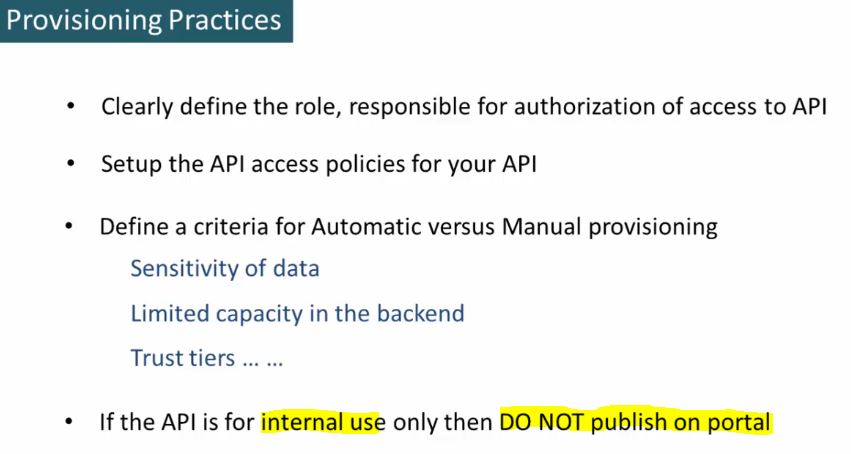 Provisioning Practices
• Clearly define the role, responsible for authorization of access to API
• Setup the API access policies for your API
• Define a criteria for Automatic versus Manual provisioning
Sensitivity of data
Limited capacity in the backend
Trust tiers ... ...
• If the API is for internal use only then DO NOT publish on portal